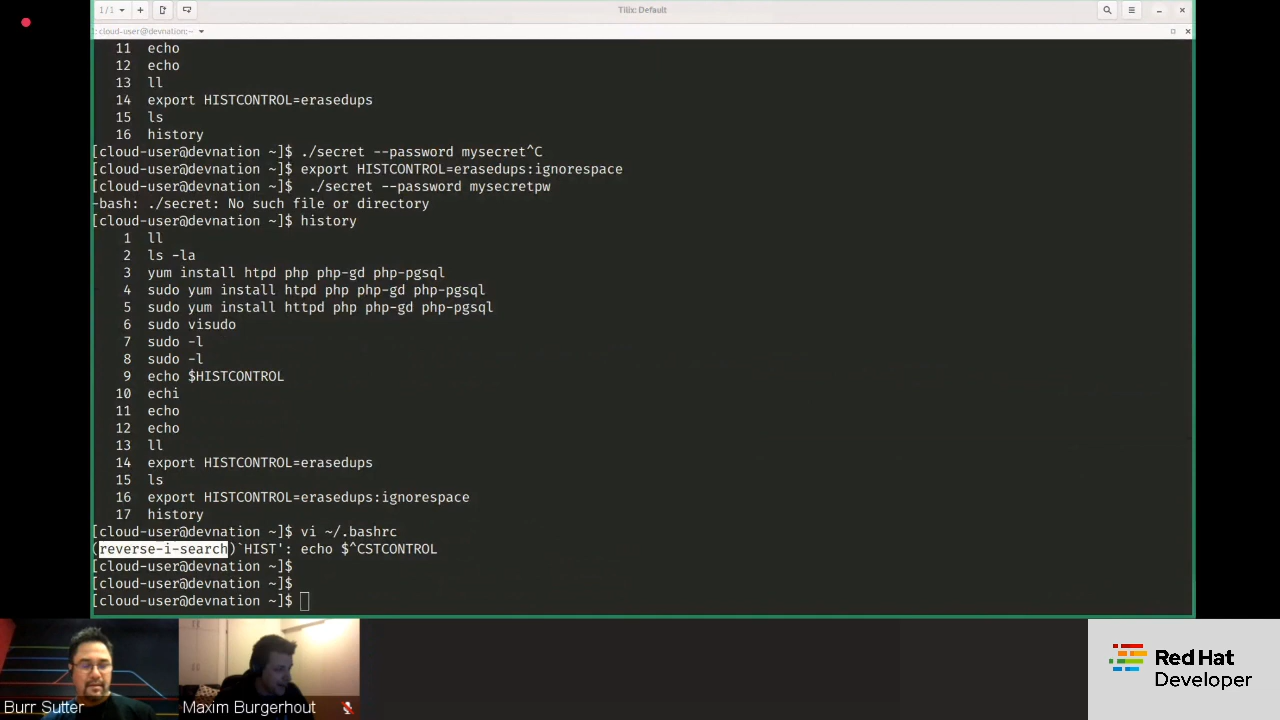 1/1
Tilix: Default
: cloud-user@devnation:~
11 echo
12 echo
13 ll
14 export HISTCONTROL=erasedups
15 ls
16 history
[cloud-user@devnation ~]$ ./secret --password mysecret^C
[cloud-user@devnation ~]$ export HISTCONTROL=erasedups:ignorespace
[cloud-user@devnation ~]$  ./secret --password mysecretpw
-bash: ./secret: No such file or directory
[cloud-user@devnation ~]$ history
1 ll
2 ls -la
3 yum install htpd php php-gd php-pgsql
4 sudo yum install htpd php php-gd php-pgsql
5 sudo yum install httpd php php-gd php-pgsql
6 sudo visudo
7 sudo -l
8 sudo -l
9 echo $HISTCONTROL
10 echi
11 echo
12 echo
13 ll
14 export HISTCONTROL=erasedups
15 ls
16 export HISTCONTROL=erasedups:ignorespace
17 history
[cloud-user@devnation ~]$ vi ~/.bashrc
(reverse-i-search)`HIST': echo $^CSTCONTROL
[cloud-user@devnation ~]$
[cloud-user@devnation ~]$
[cloud-user@devnation ~]$
Burr Sutter
Maxim Burgerhout
Red Hat
Developer